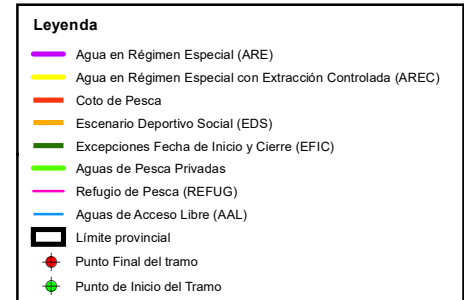 Leyenda
Agua en Régimen Especial (ARE)
Agua en Régimen Especial con Extracción Controlada (AREC)
Coto de Pesca
Escenario Deportivo Social (EDS)
Excepciones Fecha de Inicio y Cierre (EFIC)
Aguas de Pesca Privadas
Refugio de Pesca (REFUG)
Aguas de Acceso Libre (AAL)
Límite provincial
Punto Final del tramo
Punto de Inicio del Tramo